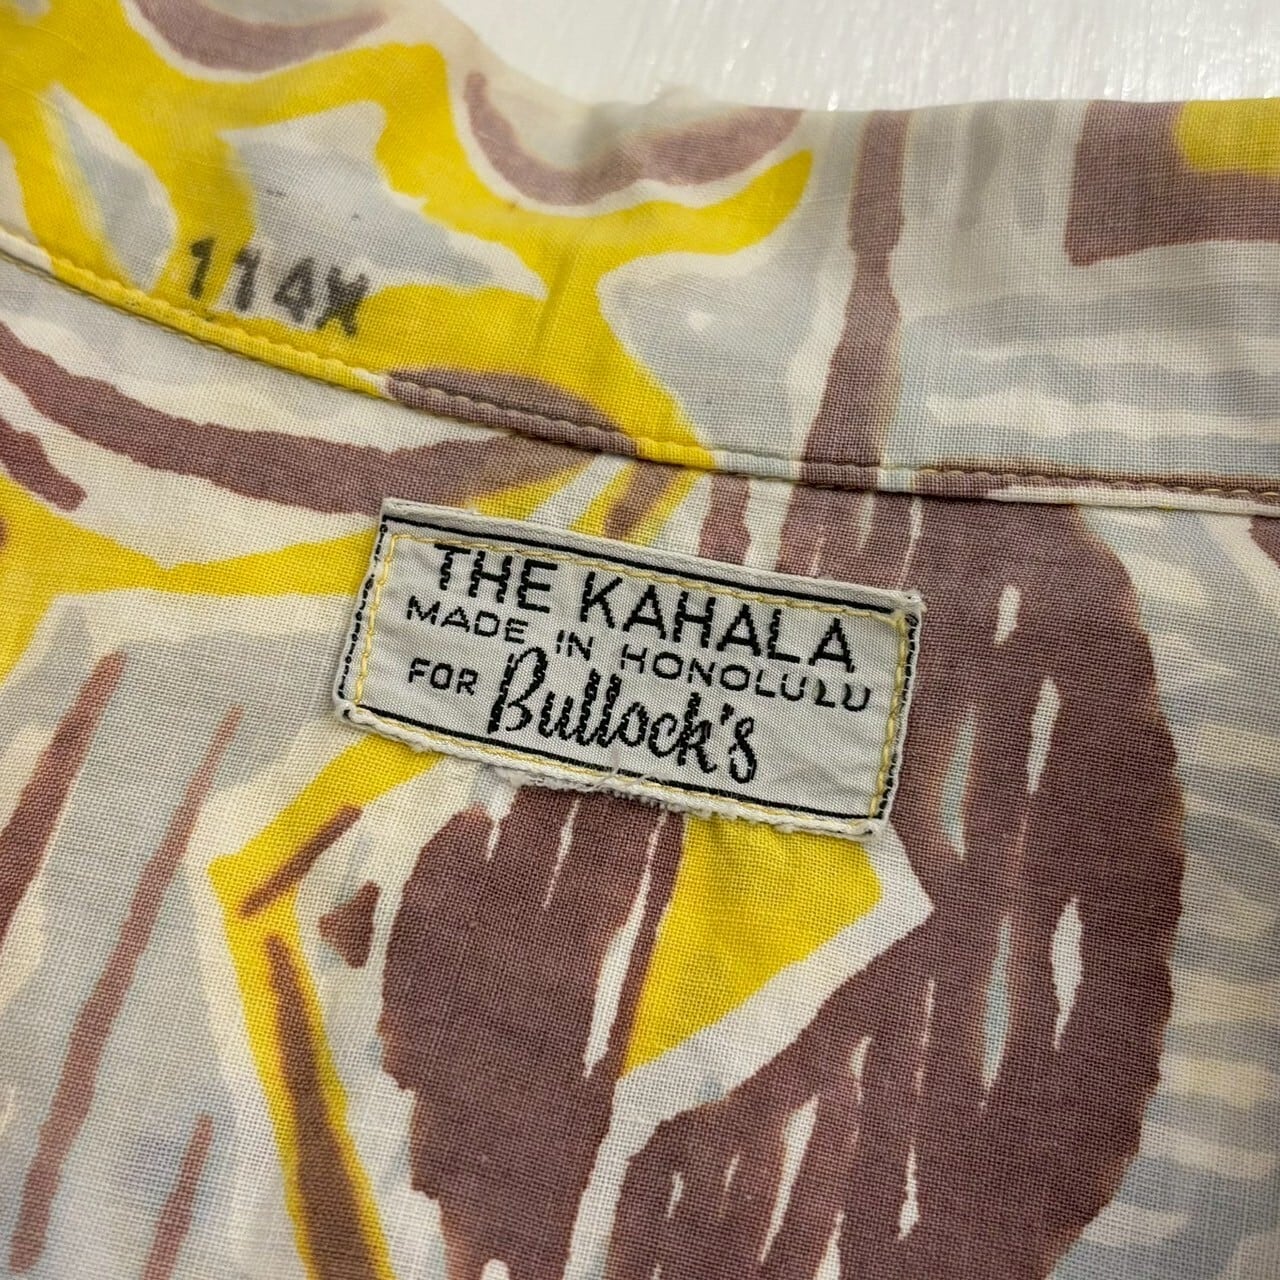 114X
THE KAHALA
MADE IN HONOLULU
FOR Bullock's